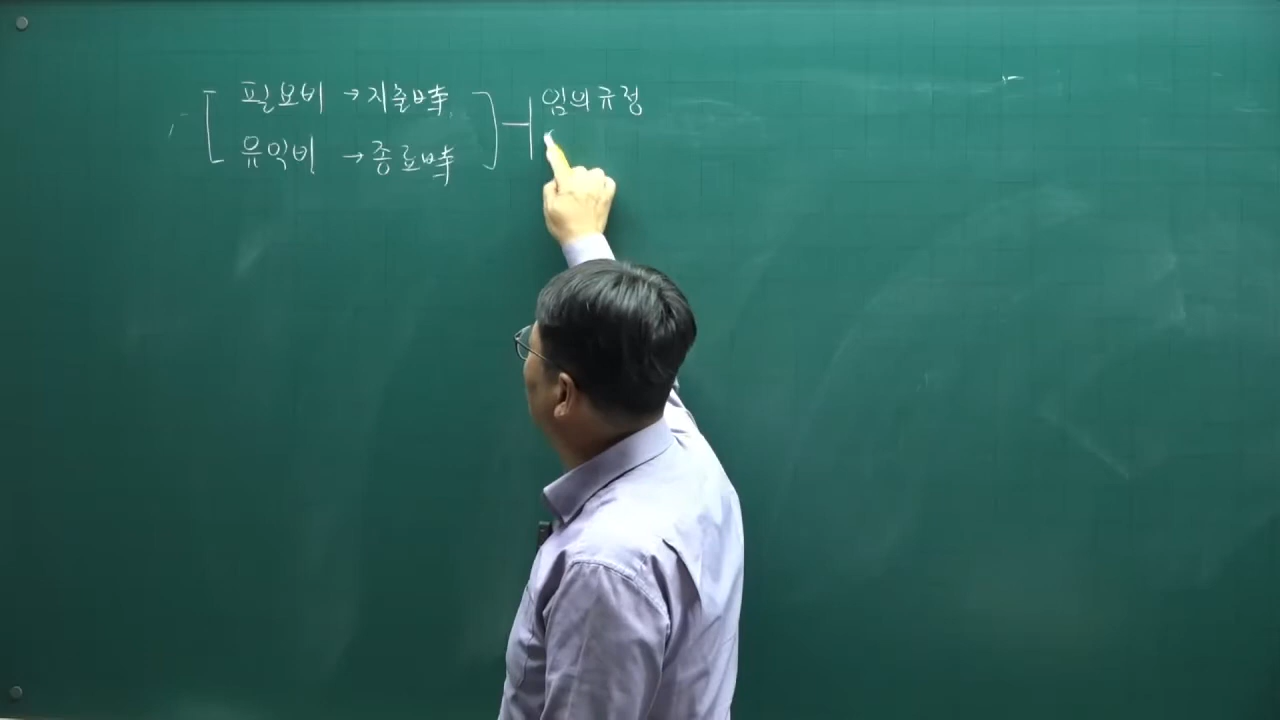 필요비 → 지출時, 임의규정
유익비 → 종료時